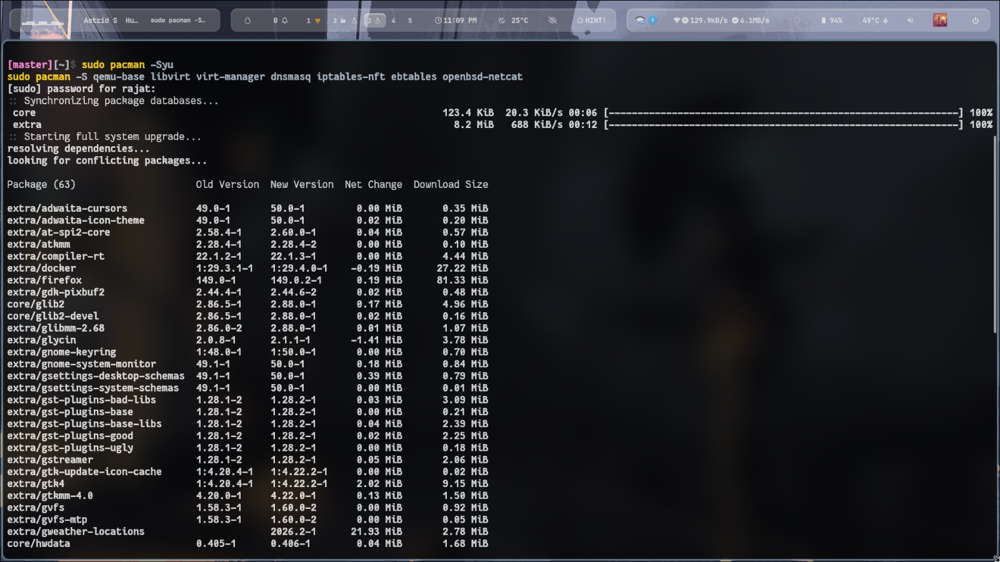 Astrid S Hu... sudo pacman -S... 0 1 2 3 4 5 11:09 PM 25°C HINT! 129.9kB/s 6.1MB/s 94% 49°C
[master][~]$ sudo pacman -Syu
sudo pacman -S qemu-base libvirt virt-manager dnsmasq iptables-nft ebtables openbsd-netcat
[sudo] password for rajat:
:: Synchronizing package databases...
core 123.4 KiB 20.3 KiB/s 00:06 [-------------------------------------------------------------] 100%
extra 8.2 MiB 688 KiB/s 00:12 [-------------------------------------------------------------] 100%
:: Starting full system upgrade...
resolving dependencies...
looking for conflicting packages...
Package (63) Old Version New Version Net Change Download Size
extra/adwaita-cursors 49.0-1 50.0-1 0.00 MiB 0.35 MiB
extra/adwaita-icon-theme 49.0-1 50.0-1 0.02 MiB 0.20 MiB
extra/at-spi2-core 2.58.4-1 2.60.0-1 0.04 MiB 0.57 MiB
extra/atkmm 2.28.4-1 2.28.4-2 0.00 MiB 0.10 MiB
extra/compiler-rt 22.1.2-1 22.1.3-1 0.00 MiB 4.44 MiB
extra/docker 1:29.3.1-1 1:29.4.0-1 -0.19 MiB 27.22 MiB
extra/firefox 149.0-1 149.0.2-1 0.19 MiB 81.33 MiB
extra/gdk-pixbuf2 2.44.4-1 2.44.6-2 0.02 MiB 0.48 MiB
core/glib2 2.86.5-1 2.88.0-1 0.17 MiB 4.96 MiB
core/glib2-devel 2.86.5-1 2.88.0-1 0.02 MiB 0.16 MiB
extra/glibmm-2.68 2.86.0-2 2.88.0-1 0.01 MiB 1.07 MiB
extra/glycin 2.0.8-1 2.1.1-1 -1.41 MiB 3.78 MiB
extra/gnome-keyring 1:48.0-1 1:50.0-1 0.00 MiB 0.70 MiB
extra/gnome-system-monitor 49.1-1 50.0-1 0.18 MiB 0.84 MiB
extra/gsettings-desktop-schemas 49.1-1 50.0-1 0.39 MiB 0.79 MiB
extra/gsettings-system-schemas 49.1-1 50.0-1 0.00 MiB 0.01 MiB
extra/gst-plugins-bad-libs 1.28.1-2 1.28.2-1 0.03 MiB 3.09 MiB
extra/gst-plugins-base 1.28.1-2 1.28.2-1 0.00 MiB 0.21 MiB
extra/gst-plugins-base-libs 1.28.1-2 1.28.2-1 0.04 MiB 2.39 MiB
extra/gst-plugins-good 1.28.1-2 1.28.2-1 0.02 MiB 2.25 MiB
extra/gst-plugins-ugly 1.28.1-2 1.28.2-1 0.00 MiB 0.18 MiB
extra/gstreamer 1.28.1-2 1.28.2-1 0.05 MiB 2.06 MiB
extra/gtk-update-icon-cache 1:4.20.4-1 1:4.22.2-1 0.00 MiB 0.02 MiB
extra/gtk4 1:4.20.4-1 1:4.22.2-1 2.02 MiB 9.15 MiB
extra/gtkmm-4.0 4.20.0-1 4.22.0-1 0.13 MiB 1.50 MiB
extra/gvfs 1.58.3-1 1.60.0-2 0.00 MiB 0.92 MiB
extra/gvfs-mtp 1.58.3-1 1.60.0-2 0.00 MiB 0.05 MiB
extra/gweather-locations 2026.2-1 21.93 MiB 2.78 MiB
core/hwdata 0.405-1 0.406-1 0.04 MiB 1.68 MiB